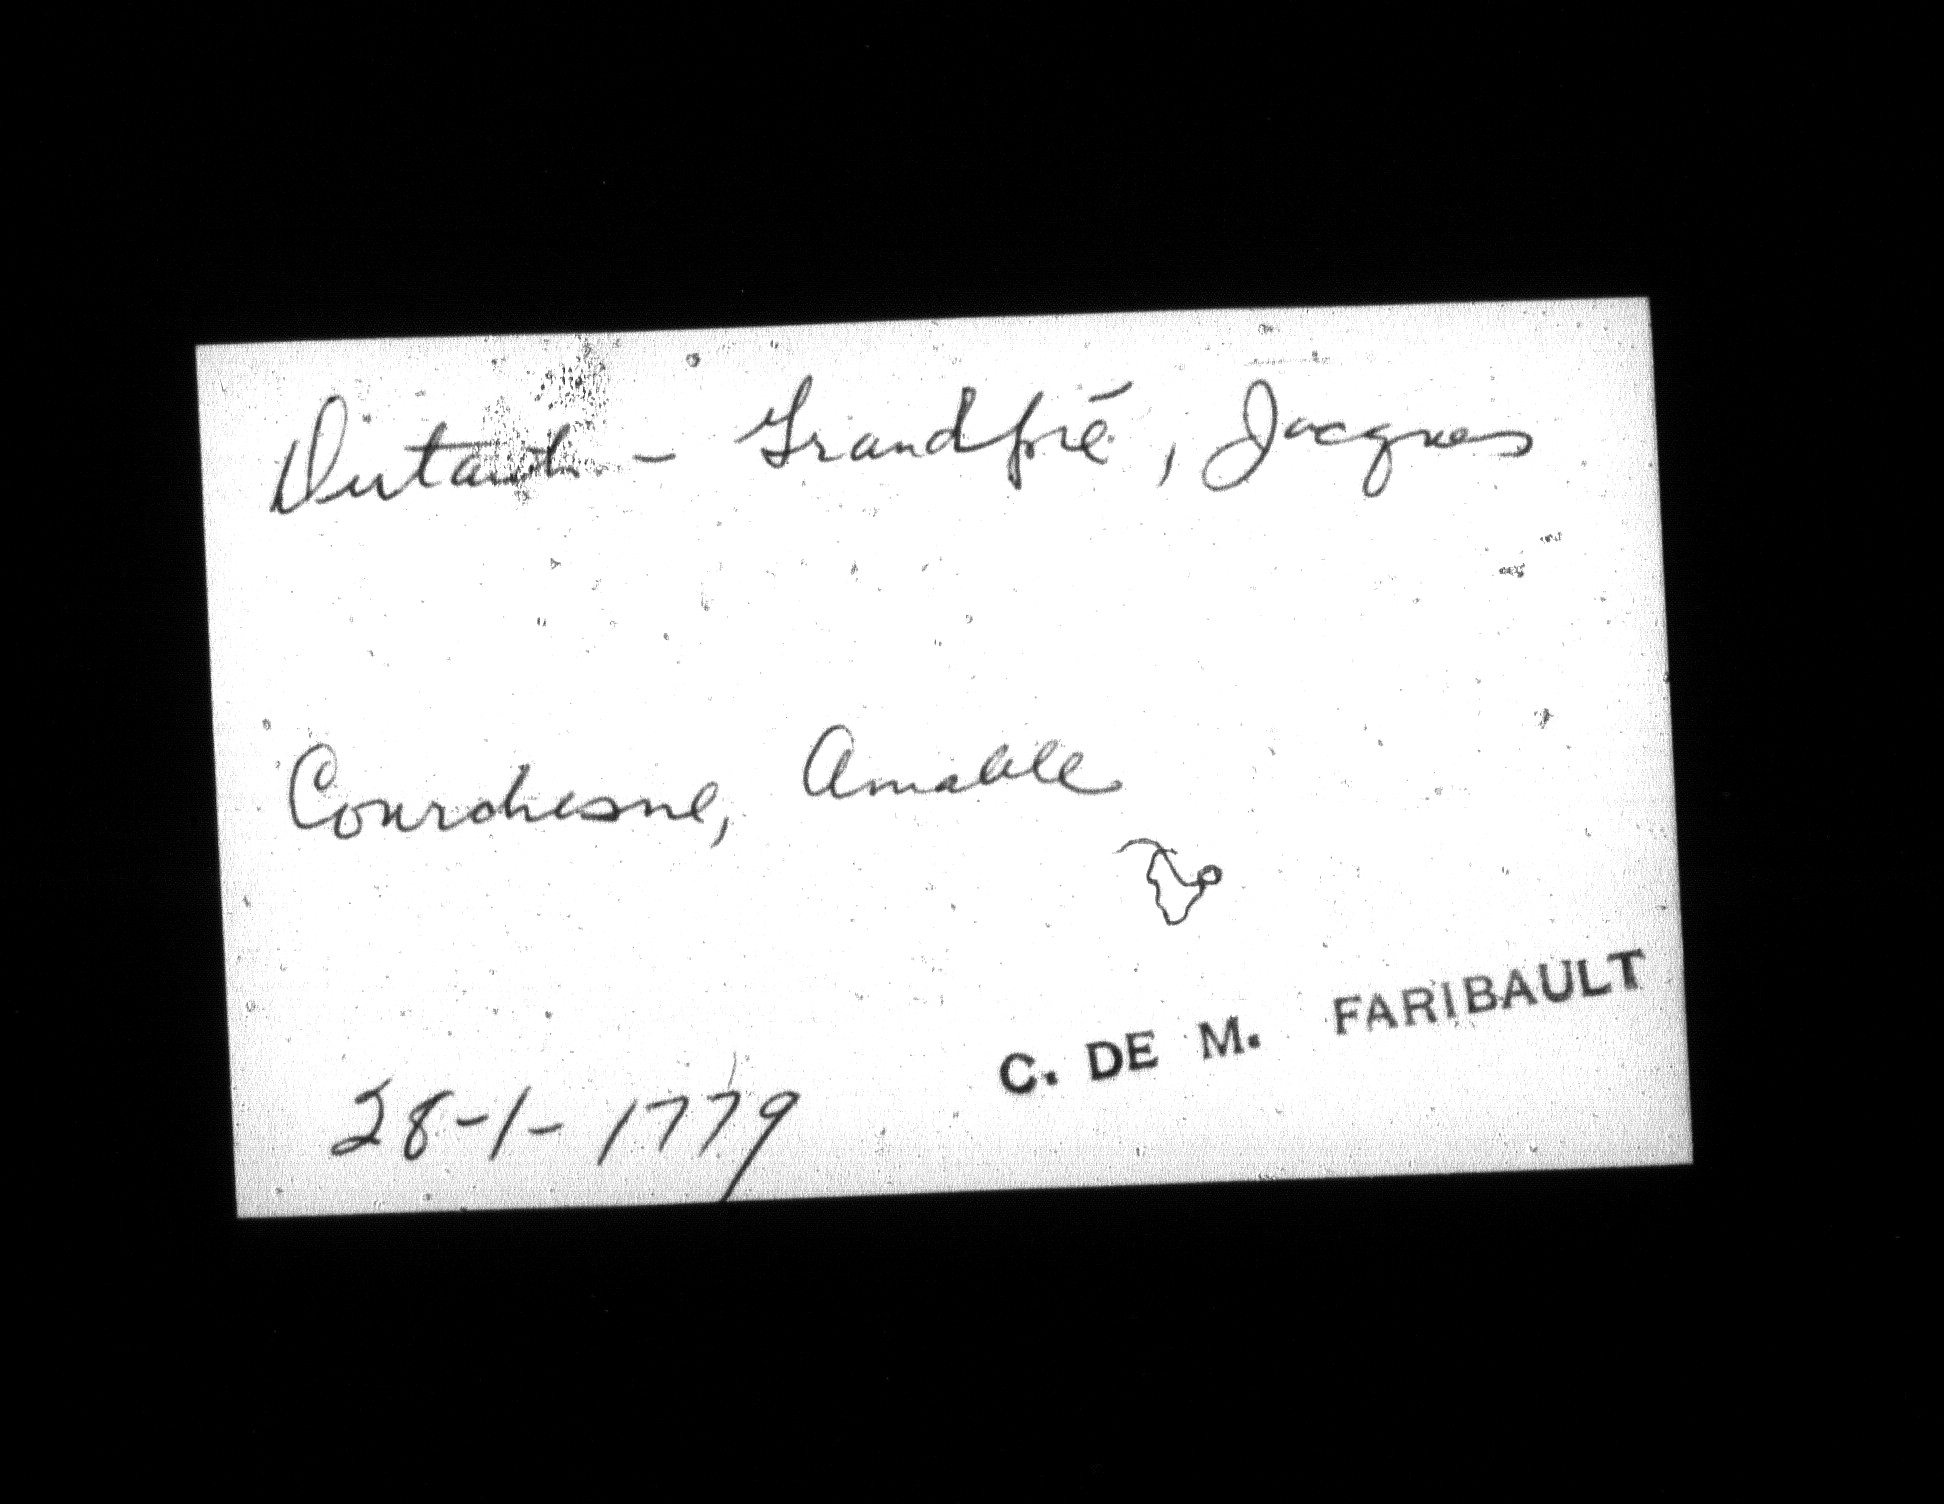 Dutault - Grandpré, Jacques
Courchesne, Amable
C. DE M. FARIBAULT
28-1-1779